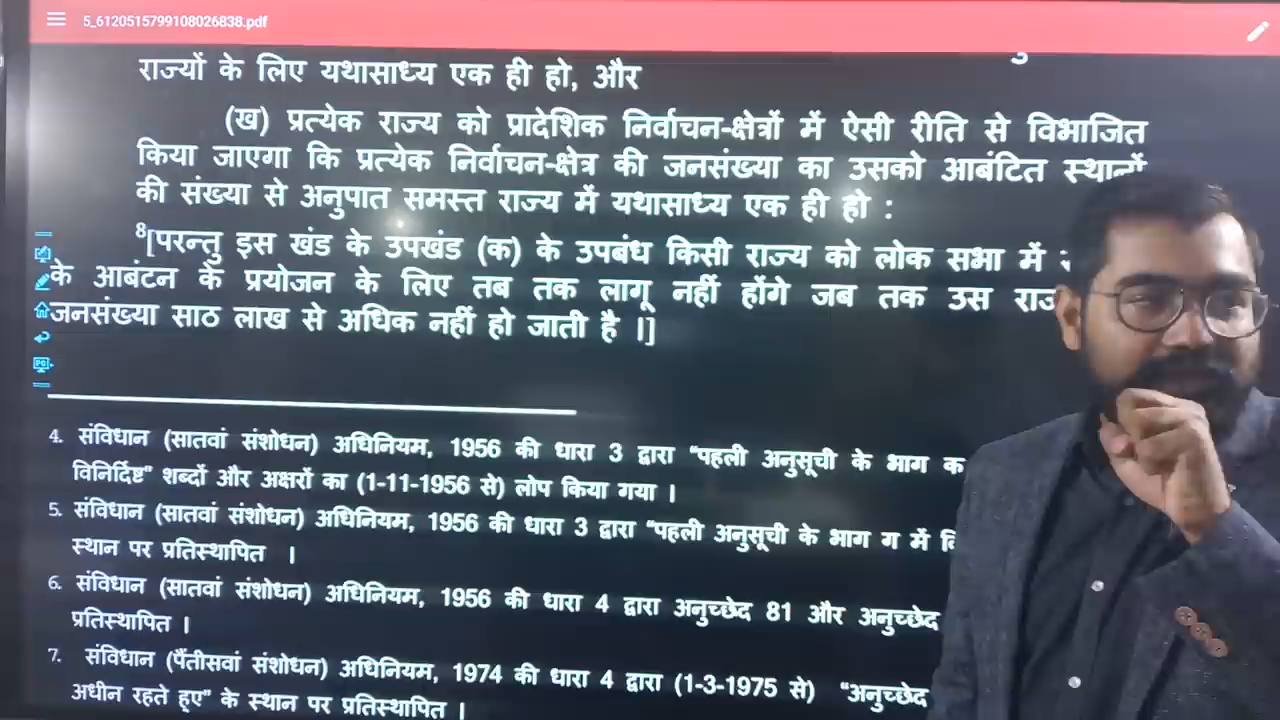 5_6120515799108026838.pdf
राज्यों के लिए यथासाध्य एक ही हो, और
(ख) प्रत्येक राज्य को प्रादेशिक निर्वाचन-क्षेत्रों में ऐसी रीति से विभाजित
किया जाएगा कि प्रत्येक निर्वाचन-क्षेत्र की जनसंख्या का उसको आबंटित स्थानों
की संख्या से अनुपात समस्त राज्य में यथासाध्य एक ही हो :
8[परन्तु इस खंड के उपखंड (क) के उपबंध किसी राज्य को लोक सभा में
के आबंटन के प्रयोजन के लिए तब तक लागू नहीं होंगे जब तक उस
जनसंख्या साठ लाख से अधिक नहीं हो जाती है ।]
4. संविधान (सातवां संशोधन) अधिनियम, 1956 की धारा 3 द्वारा “पहली अनुसूची के भाग क
विनिर्दिष्ट” शब्दों और अक्षरों का (1-11-1956 से) लोप किया गया ।
5. संविधान (सातवां संशोधन) अधिनियम, 1956 की धारा 3 द्वारा “पहली अनुसूची के भाग ग में
स्थान पर प्रतिस्थापित ।
6. संविधान (सातवां संशोधन) अधिनियम, 1956 की धारा 4 द्वारा अनुच्छेद 81 और अनुच्छेद
प्रतिस्थापित ।
7. संविधान (पैंतीसवां संशोधन) अधिनियम, 1974 की धारा 4 द्वारा (1-3-1975 से) “अनुच्छेद
अधीन रहते हुए” के स्थान पर प्रतिस्थापित ।